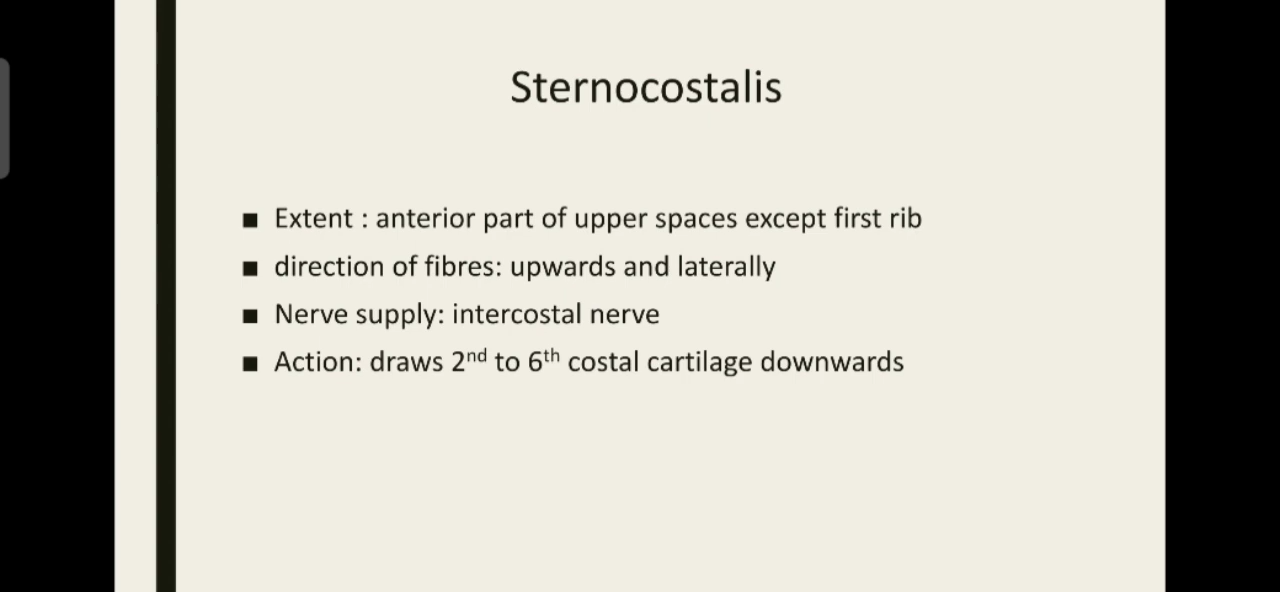 Sternocostalis
■ Extent : anterior part of upper spaces except first rib
■ direction of fibres: upwards and laterally
■ Nerve supply: intercostal nerve
■ Action: draws 2nd to 6th costal cartilage downwards